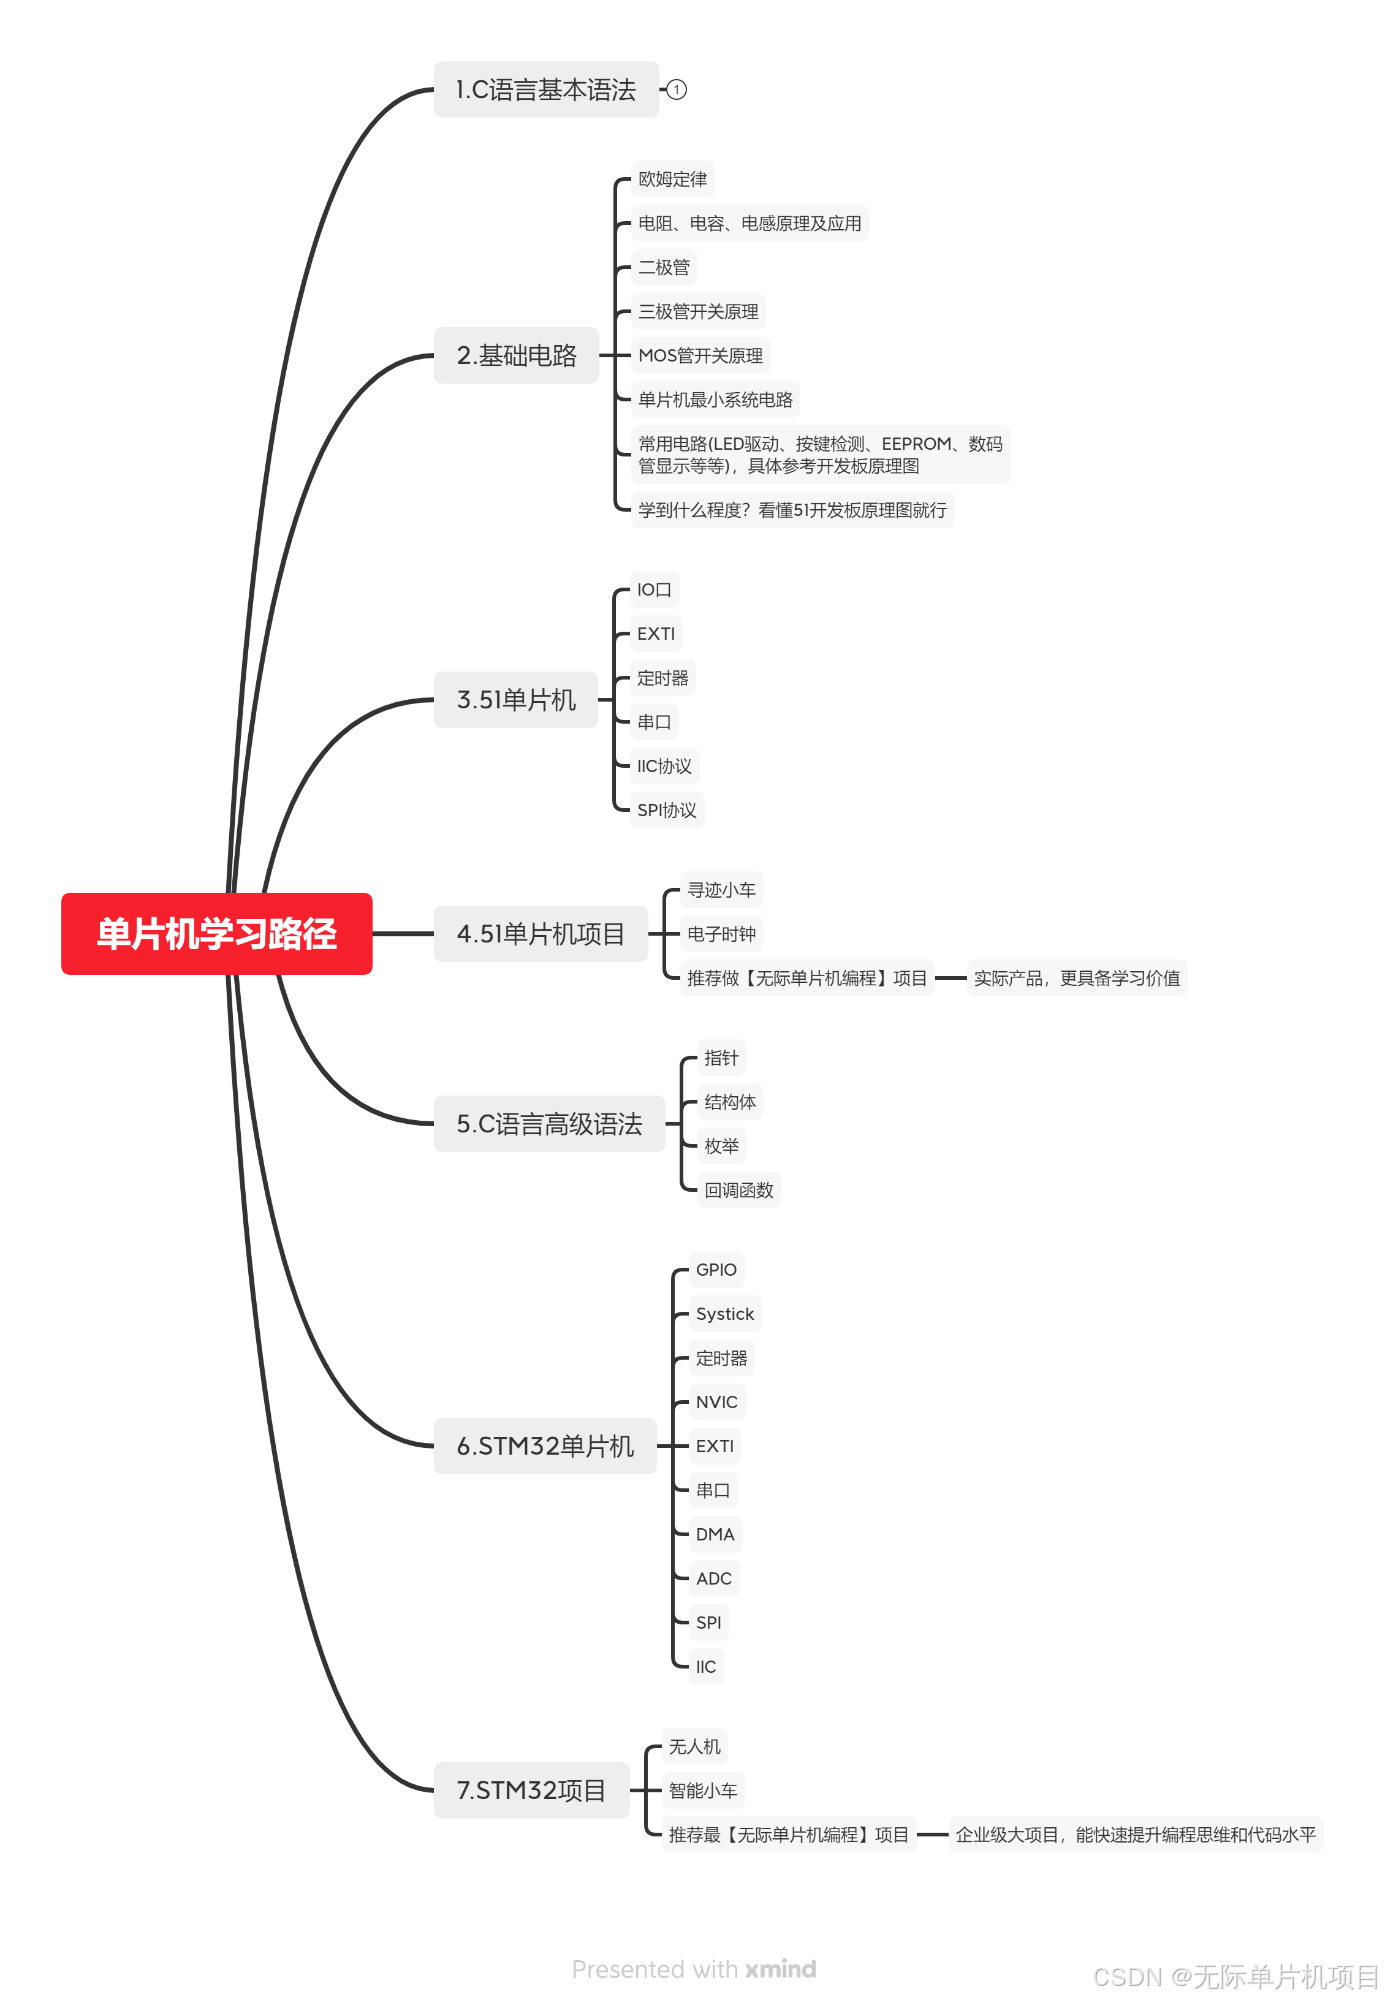 1.C语言基本语法
1
欧姆定律
电阻、电容、电感原理及应用
二极管
三极管开关原理
2.基础电路
MOS管开关原理
单片机最小系统电路
常用电路(LED驱动、按键检测、EEPROM、数码
管显示等等)，具体参考开发板原理图
学到什么程度？看懂51开发板原理图就行
IO口
EXTI
定时器
3.51单片机
串口
IIC协议
SPI协议
单片机学习路径
寻迹小车
4.51单片机项目
电子时钟
推荐做【无际单片机编程】项目
实际产品，更具备学习价值
指针
结构体
5.C语言高级语法
枚举
回调函数
GPIO
Systick
定时器
NVIC
6.STM32单片机
EXTI
串口
DMA
ADC
SPI
IIC
无人机
7.STM32项目
智能小车
推荐最【无际单片机编程】项目
企业级大项目，能快速提升编程思维和代码水平
Presented with xmind
CSDN @无际单片机项目